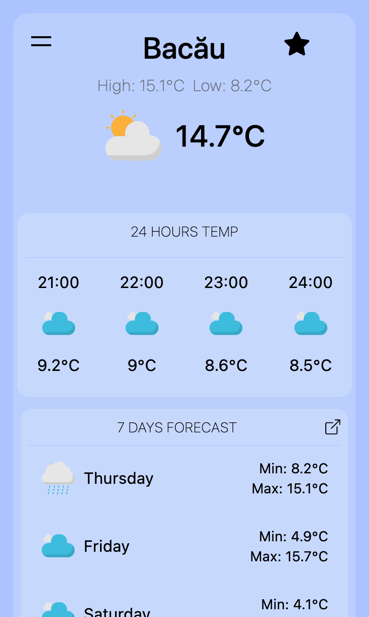 Bacău
High: 15.1°C Low: 8.2°C
14.7°C
24 HOURS TEMP
21:00 22:00 23:00 24:00
9.2°C 9°C 8.6°C 8.5°C
7 DAYS FORECAST
Thursday
Min: 8.2°C
Max: 15.1°C
Friday
Min: 4.9°C
Max: 15.7°C
Saturday
Min: 4.1°C